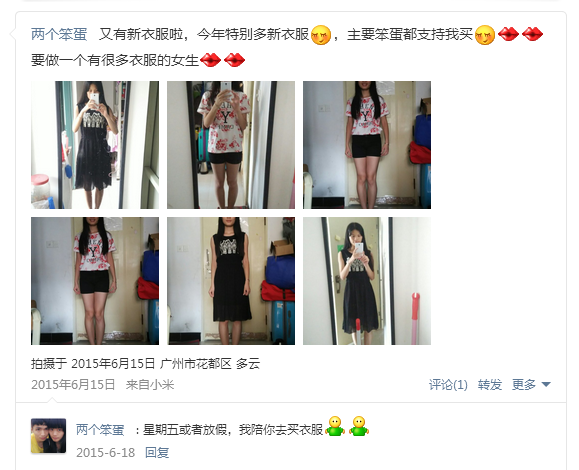 两个笨蛋 又有新衣服啦，今年特别多新衣服，主要笨蛋都支持我买
要做一个有很多衣服的女生
拍摄于 2015年6月15日 广州市花都区 多云
2015年6月15日 来自小米 评论(1) 转发 更多
两个笨蛋 ：星期五或者放假，我陪你去买衣服
2015-6-18 回复